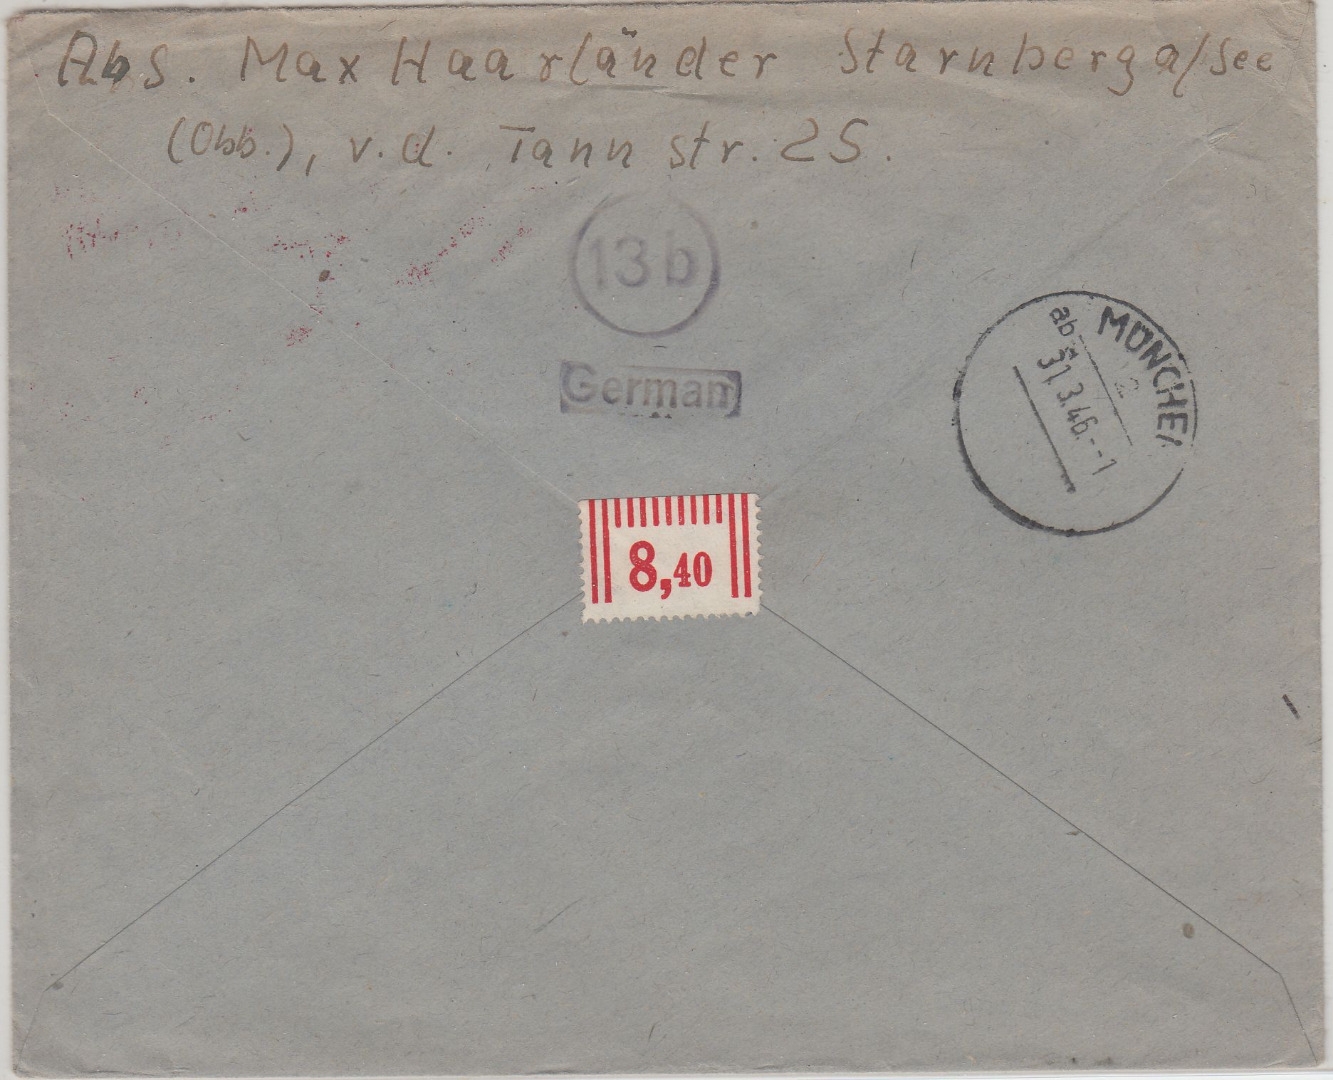 Abs. Max Haarländer Starnberg a/See
(Obb.), v. d. Tann str. 25.
13b
German
MÜNCHE
ab
2
31.3.46.--1
8,40